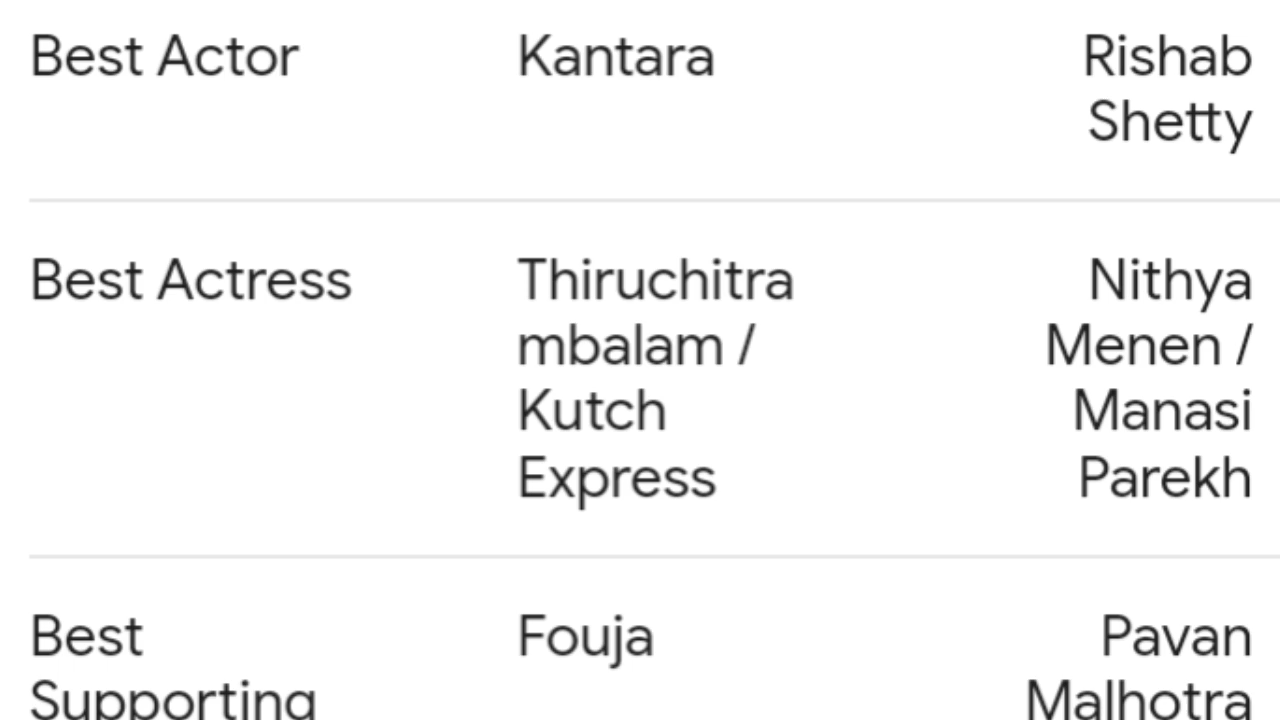 Best Actor Kantara Rishab
Shetty
Best Actress Thiruchitra Nithya
mbalam / Menen /
Kutch Manasi
Express Parekh
Best Fouja Pavan
Supporting Malhotra